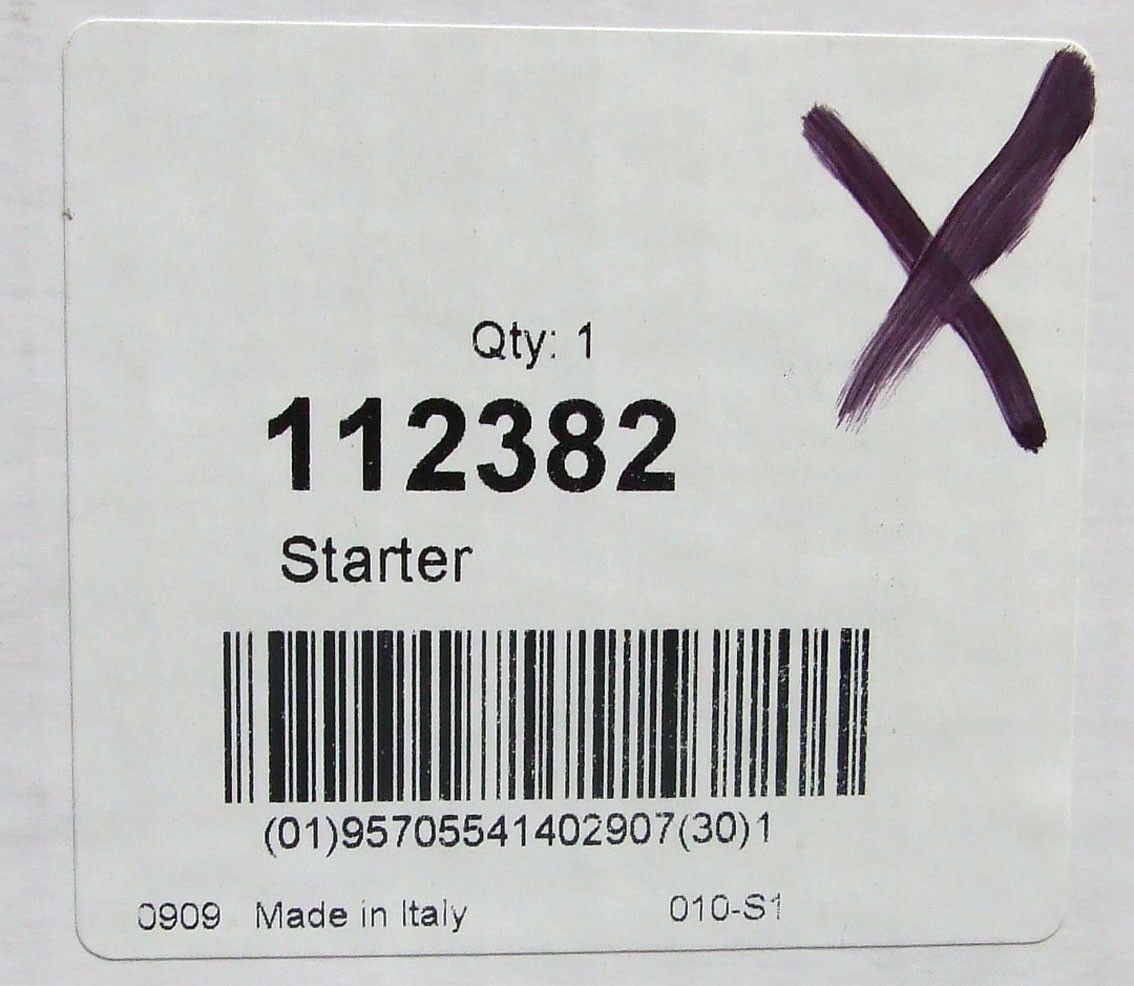 Qty: 1
112382
Starter
(01)95705541402907(30)1
0909 Made in Italy 010-S1